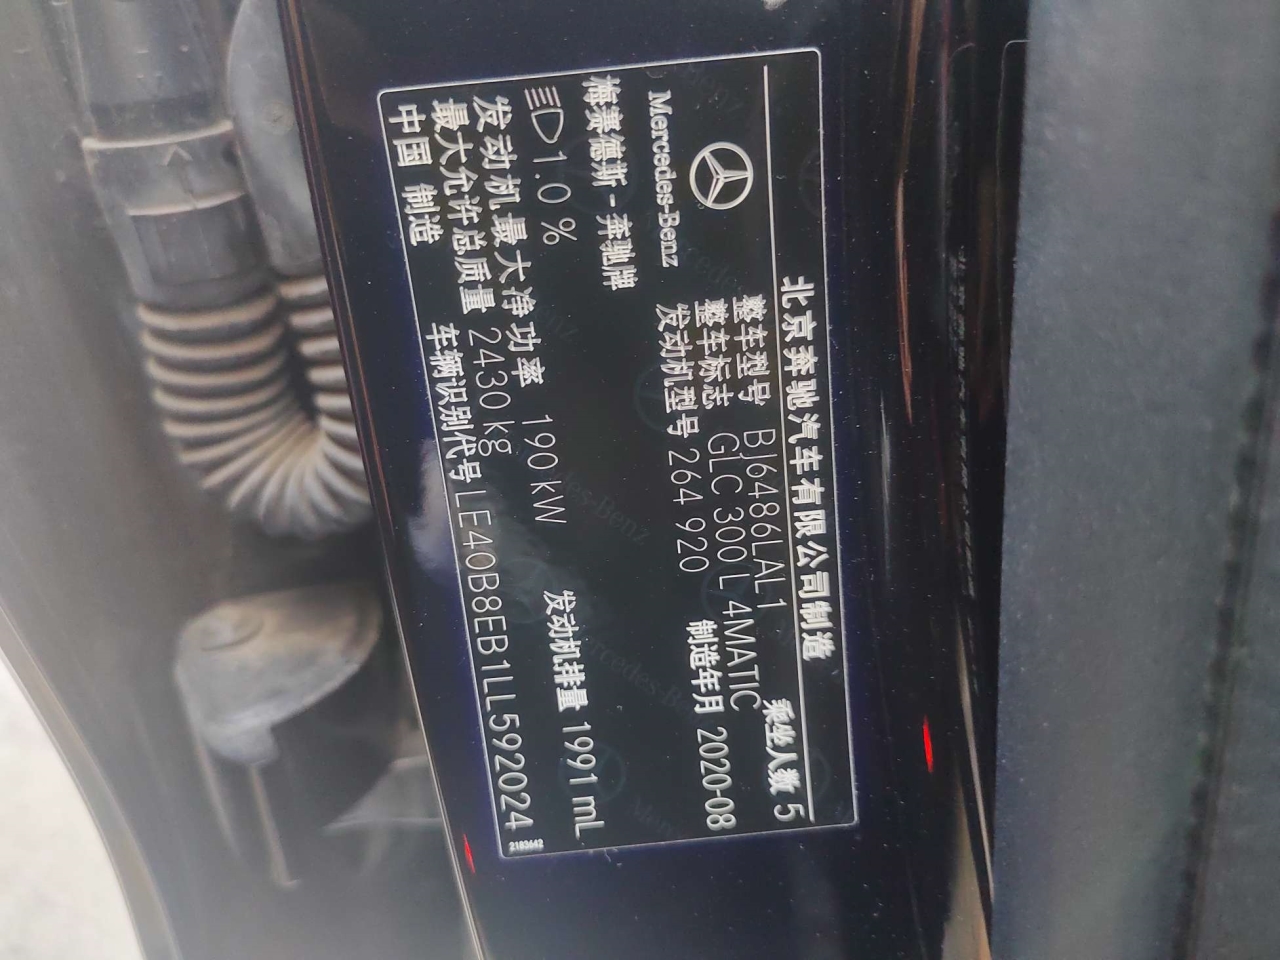 北京奔驰汽车有限公司制造
Mercedes-Benz
整车型号 BJ6486LAL1
乘坐人数 5
整车标志 GLC 300 L 4MATIC
发动机型号 264 920
制造年月 2020-08
梅赛德斯-奔驰牌
1.0 %
发动机最大净功率 190 kW
发动机排量 1991 mL
最大允许总质量 2430 kg
中国 制造
车辆识别代号 LE40B8EB1LL592024
2183642